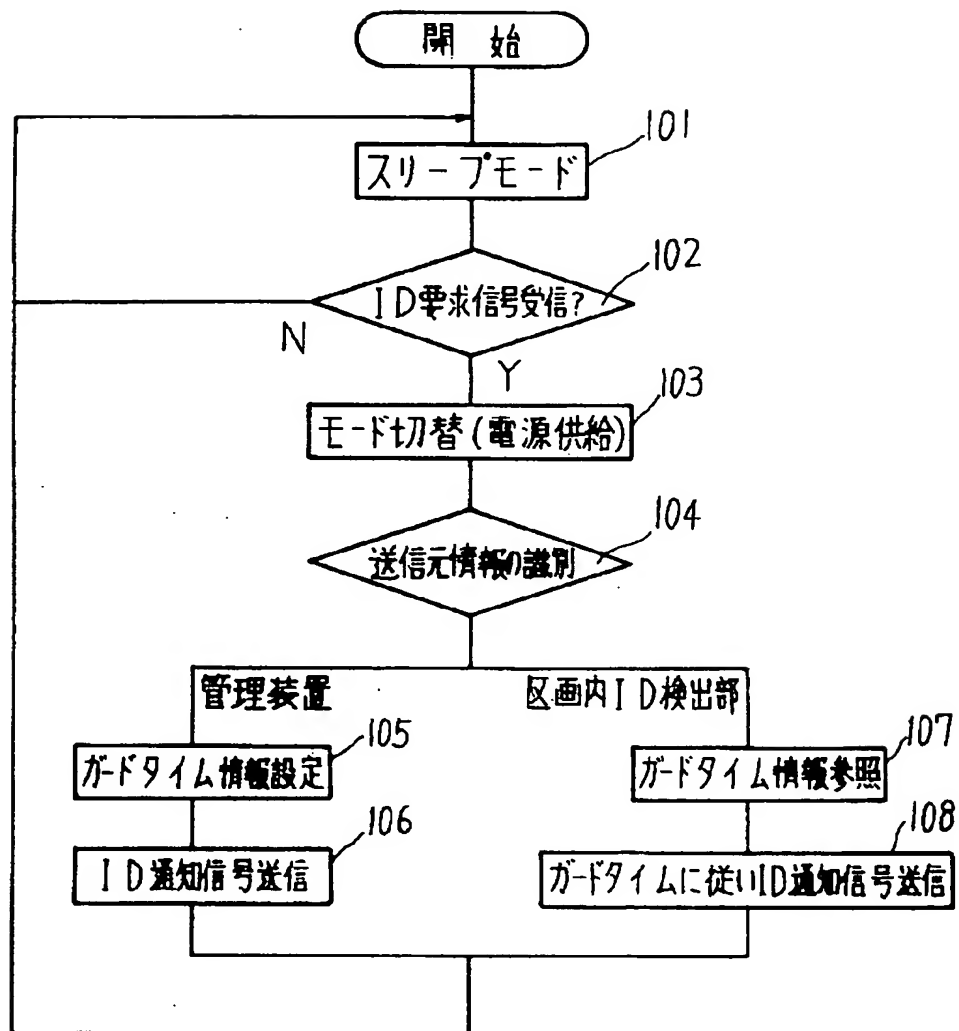 開 始
101
スリープモード
102
ID要求信号受信?
N
Y
103
モード切替(電源供給)
104
送信元情報の識別
管理装置
区画内ID検出部
105
ガードタイム情報設定
107
ガードタイム情報参照
106
ID通知信号送信
108
ガードタイムに従いID通知信号送信